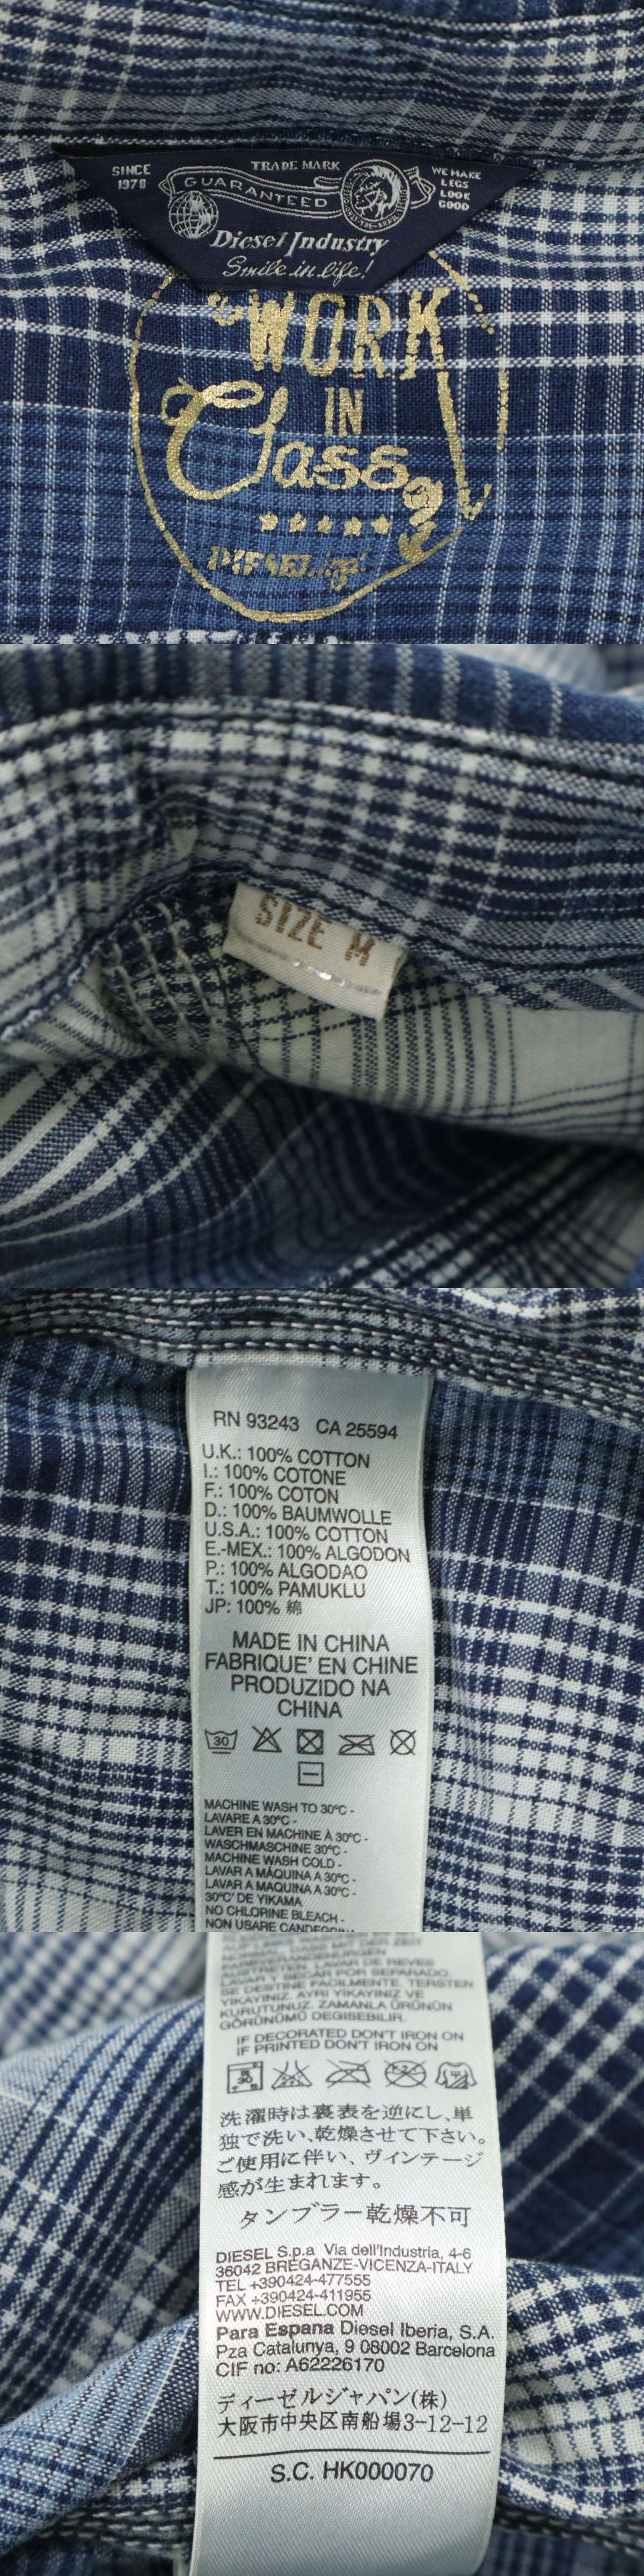 SINCE
1978
TRADE MARK
GUARANTEED
WE MAKE
LEGS
LOOK
GOOD
Diesel Industry
Smile in life!
WORK
IN
Class
SIZE M
RN 93243 CA 25594
U.K.: 100% COTTON
I.: 100% COTONE
F.: 100% COTON
D.: 100% BAUMWOLLE
U.S.A.: 100% COTTON
E.-MEX.: 100% ALGODON
P.: 100% ALGODAO
T.: 100% PAMUKLU
JP: 100% 綿
MADE IN CHINA
FABRIQUE' EN CHINE
PRODUZIDO NA
CHINA
30
MACHINE WASH TO 30°C -
LAVARE A 30°C -
LAVER EN MACHINE À 30°C -
WASCHMASCHINE 30°C -
MACHINE WASH COLD -
LAVAR A MÁQUINA A 30°C -
LAVAR A MAQUINA A 30°C -
30°C' DE YIKAMA
NO CHLORINE BLEACH -
NON USARE CANDEGGINA
AUSTRETEN. LAVAR DE REVES
LAVAR Y SECAR POR SEPARADO.
SE DESTINE FACILMENTE. TERSTEN
YIKAYINIZ. AYRI YIKAYINIZ VE
KURUTUNUZ. ZAMANLA ÜRÜNÜN
GÖRÜNÜMÜ DEGISEBILIR.
IF DECORATED DON'T IRON ON
IF PRINTED DON'T IRON ON
洗濯時は裏表を逆にし、単
独で洗い、乾燥させて下さい。
ご使用に伴い、ヴィンテージ
感が生まれます。
タンブラー乾燥不可
DIESEL S.p.a Via dell'Industria, 4-6
36042 BREGANZE-VICENZA-ITALY
TEL +390424-477555
FAX +390424-411955
WWW.DIESEL.COM
Para Espana Diesel Iberia, S.A.
Pza Catalunya, 9 08002 Barcelona
CIF no: A62226170
ディーゼルジャパン(株)
大阪市中央区南船場3-12-12
S.C. HK000070